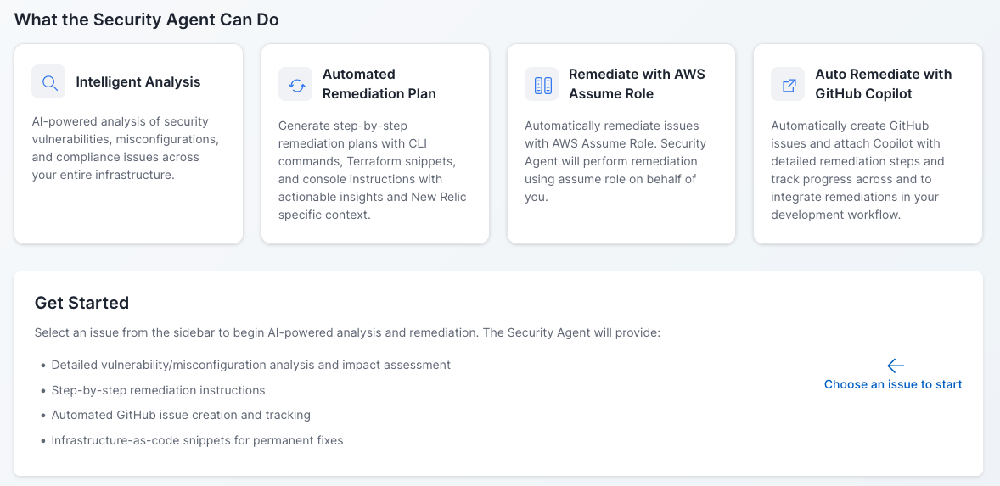 What the Security Agent Can Do
Intelligent Analysis
AI-powered analysis of security
vulnerabilities, misconfigurations,
and compliance issues across
your entire infrastructure.
Automated
Remediation Plan
Generate step-by-step
remediation plans with CLI
commands, Terraform snippets,
and console instructions with
actionable insights and New Relic
specific context.
Remediate with AWS
Assume Role
Automatically remediate issues
with AWS Assume Role. Security
Agent will perform remediation
using assume role on behalf of
you.
Auto Remediate with
GitHub Copilot
Automatically create GitHub
issues and attach Copilot with
detailed remediation steps and
track progress across and to
integrate remediations in your
development workflow.
Get Started
Select an issue from the sidebar to begin AI-powered analysis and remediation. The Security Agent will provide:
• Detailed vulnerability/misconfiguration analysis and impact assessment
• Step-by-step remediation instructions
• Automated GitHub issue creation and tracking
• Infrastructure-as-code snippets for permanent fixes
Choose an issue to start